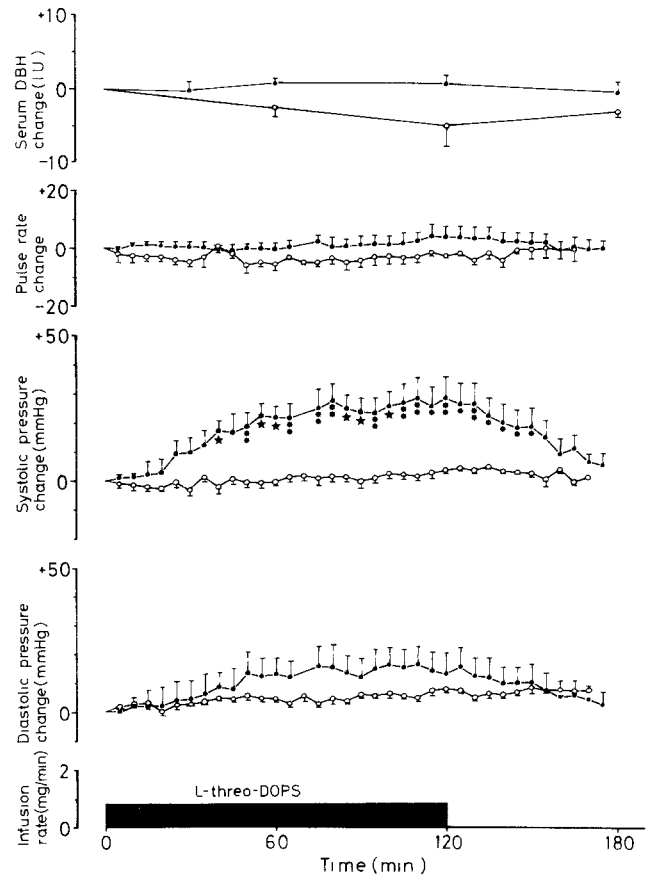 +10
0
-10
Serum DBH
change(IU)
+20
0
-20
Pulse rate
change
+50
0
Systolic pressure
change(mmHg)
+50
0
Diastolic pressure
change(mmHg)
2
1
0
Infusion
rate(mg/min)
L-threo-DOPS
0
60
120
180
Time(min)